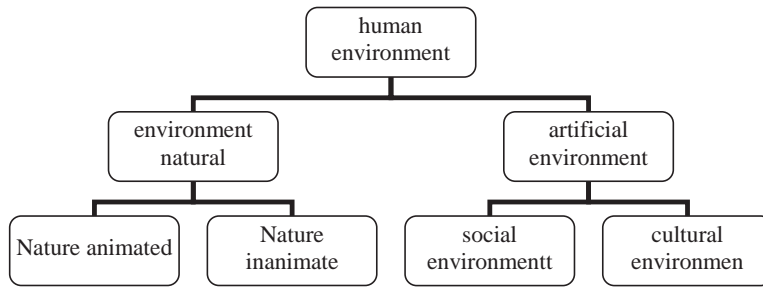 human
environment
environment
natural
artificial
environment
Nature animated
Nature
inanimate
social
environmentt
cultural
environmen